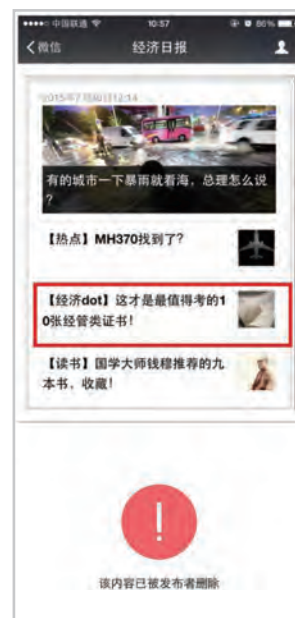 中国联通 10:57 86%
微信 经济日报
2015年7月30日12:14
有的城市一下暴雨就看海，总理怎么说
？
【热点】MH370找到了？
【经济dot】这才是最值得考的1
0张经管类证书！
【读书】国学大师钱穆推荐的九
本书，收藏！
该内容已被发布者删除